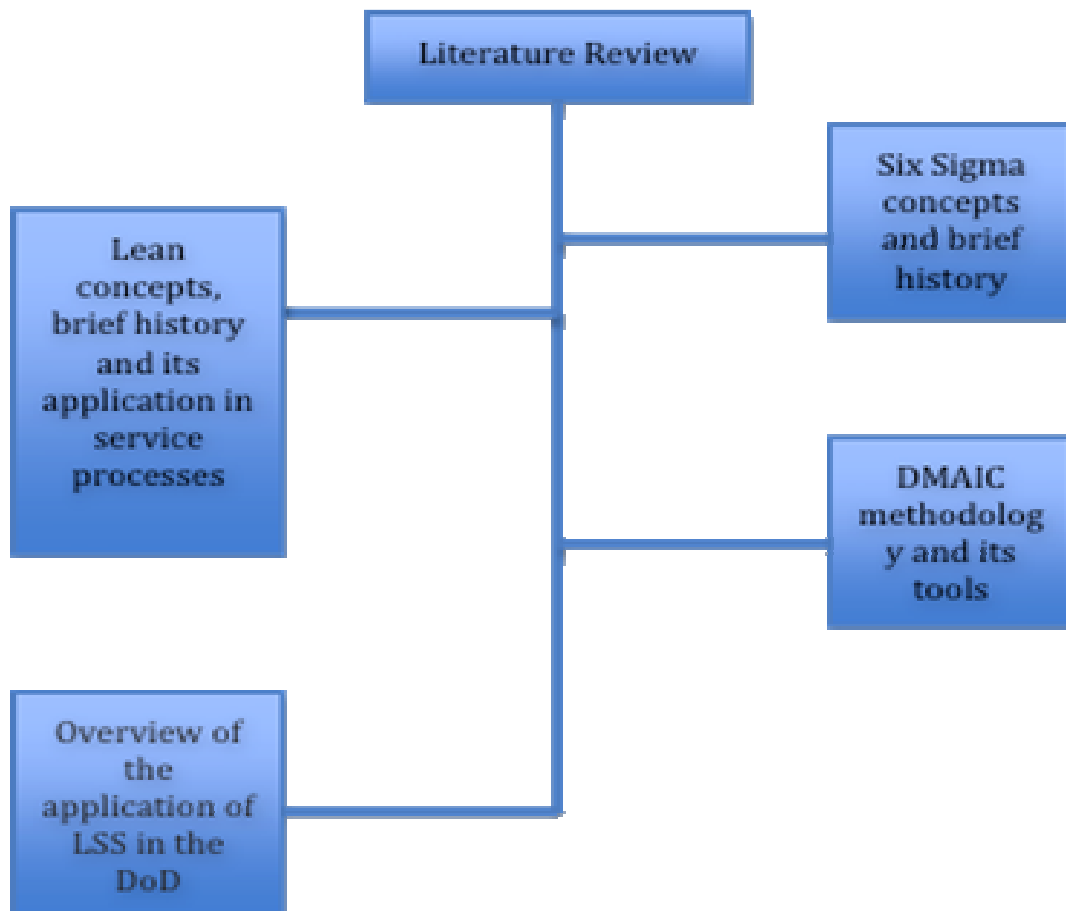 Literature Review
Six Sigma
concepts
and brief
history
Lean
concepts,
brief history
and its
application in
service
processes
DMAIC
methodolog
y and its
tools
Overview of
the
application of
LSS in the
DoD